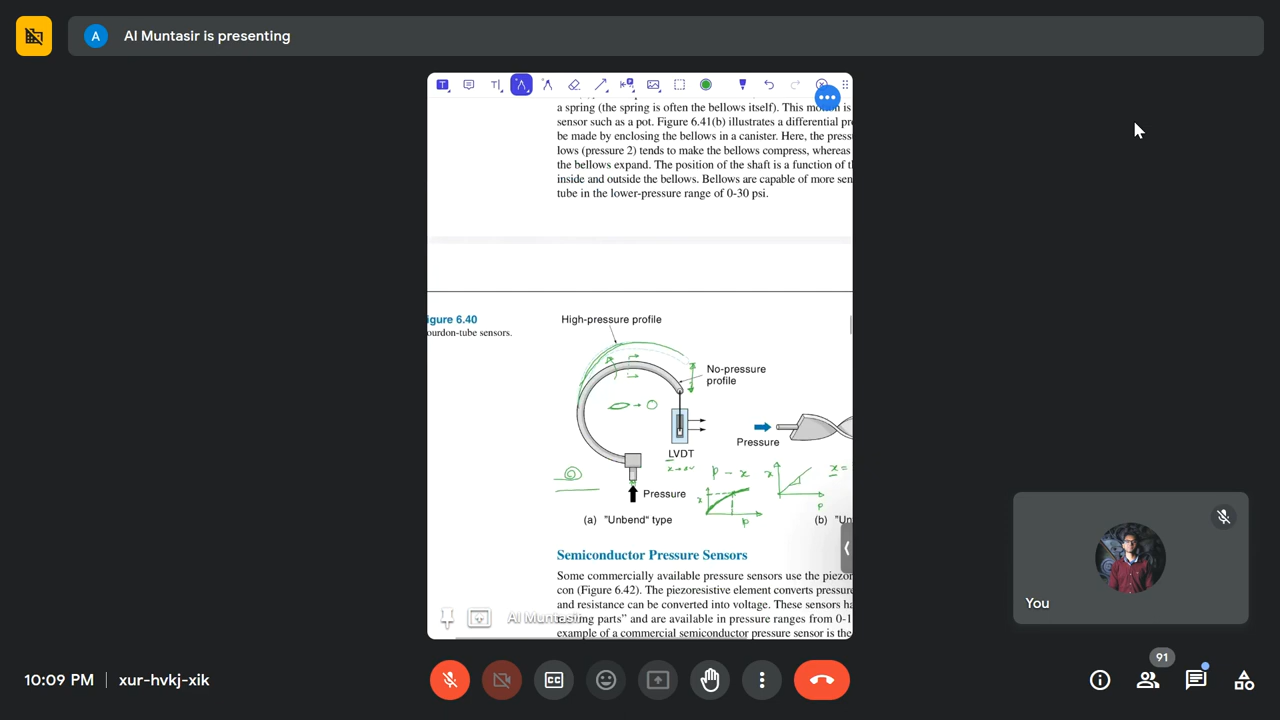 A
Al Muntasir is presenting
a spring (the spring is often the bellows itself). This motion is
sensor such as a pot. Figure 6.41(b) illustrates a differential pr
be made by enclosing the bellows in a canister. Here, the press
lows (pressure 2) tends to make the bellows compress, whereas
the bellows expand. The position of the shaft is a function of t
inside and outside the bellows. Bellows are capable of more sen
tube in the lower-pressure range of 0-30 psi.
igure 6.40
ourdon-tube sensors.
High-pressure profile
No-pressure
profile
LVDT
Pressure
Pressure
P - x
x
P
x
P
x =
(a) "Unbend" type
(b) "Un
Semiconductor Pressure Sensors
Some commercially available pressure sensors use the piezor
con (Figure 6.42). The piezoresistive element converts pressure
and resistance can be converted into voltage. These sensors ha
parts" and are available in pressure ranges from 0-1
example of a commercial semiconductor pressure sensor is the
Al Muntasir
You
10:09 PM
xur-hvkj-xik
CC
91